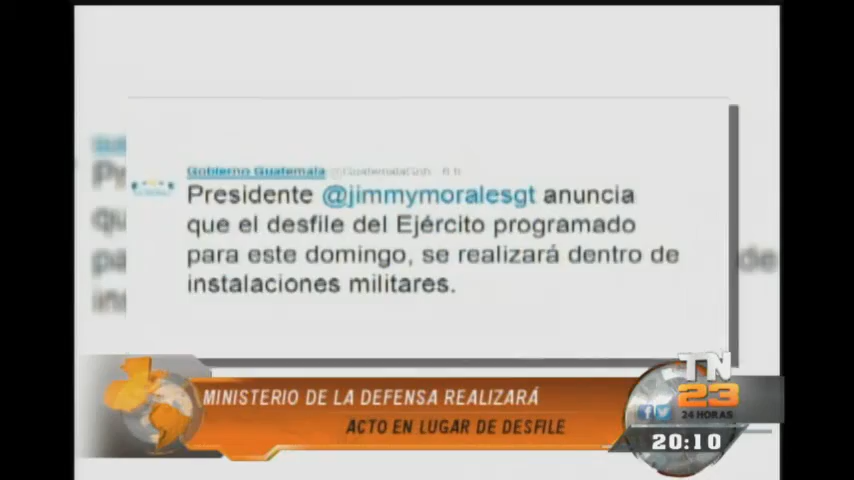 Gobierno Guatemala
Presidente @jimmymoralesgt anuncia
que el desfile del Ejército programado
para este domingo, se realizará dentro de
instalaciones militares.
MINISTERIO DE LA DEFENSA REALIZARÁ
ACTO EN LUGAR DE DESFILE
TN
23
24 HORAS
20:10